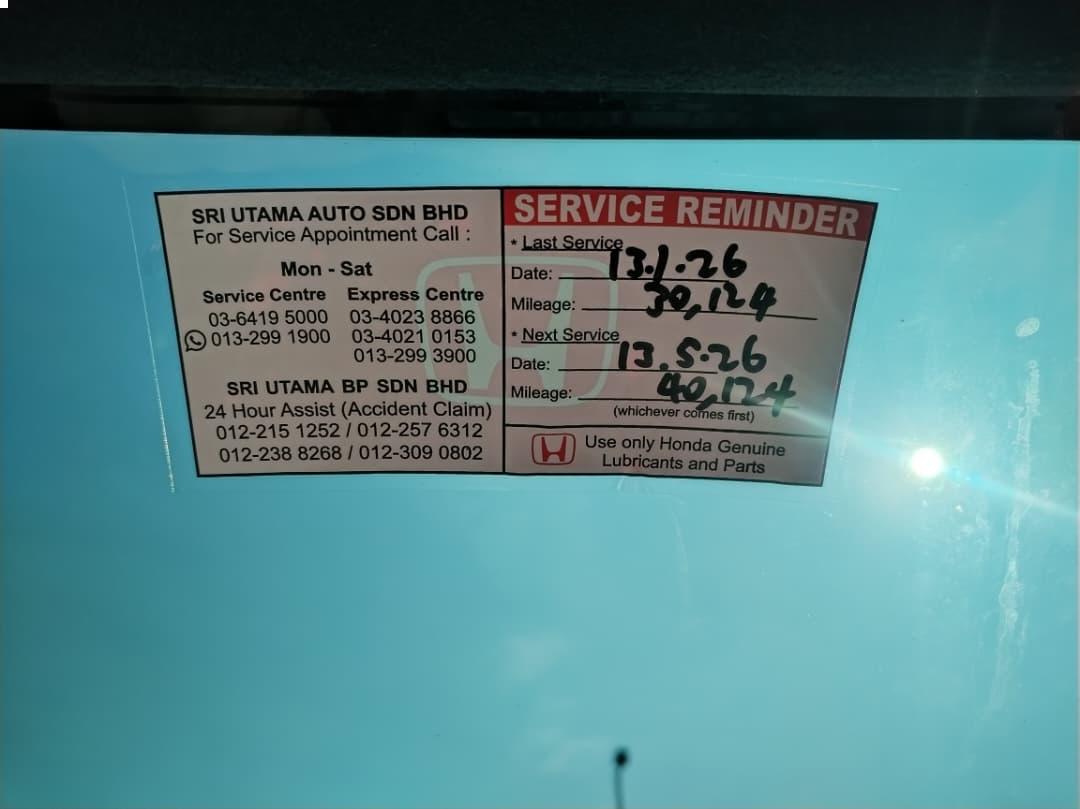 SRI UTAMA AUTO SDN BHD
For Service Appointment Call :
Mon - Sat
Service Centre Express Centre
03-6419 5000 03-4023 8866
013-299 1900 03-4021 0153
013-299 3900
SRI UTAMA BP SDN BHD
24 Hour Assist (Accident Claim)
012-215 1252 / 012-257 6312
012-238 8268 / 012-309 0802
SERVICE REMINDER
* Last Service
Date: 13.1.26
Mileage: 30,124
* Next Service
Date: 13.5.26
Mileage: 40,124
(whichever comes first)
Use only Honda Genuine
Lubricants and Parts